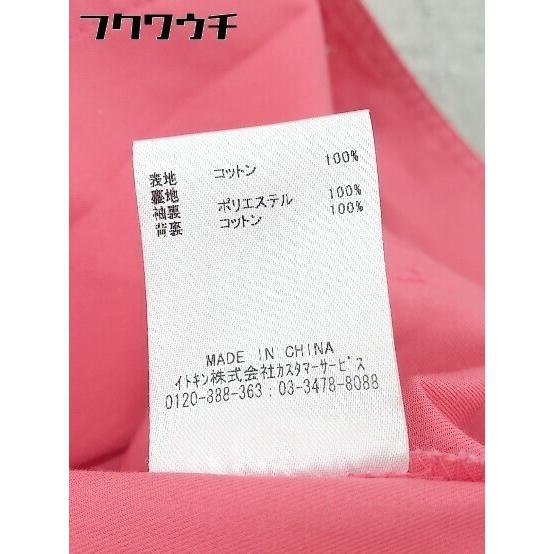 フクウウチ
表地 コットン 100%
裏地
袖裏 ポリエステル 100%
背裏 コットン 100%
MADE IN CHINA
イトキン株式会社カスタマーサービス
0120-388-363 : 03-3478-8088